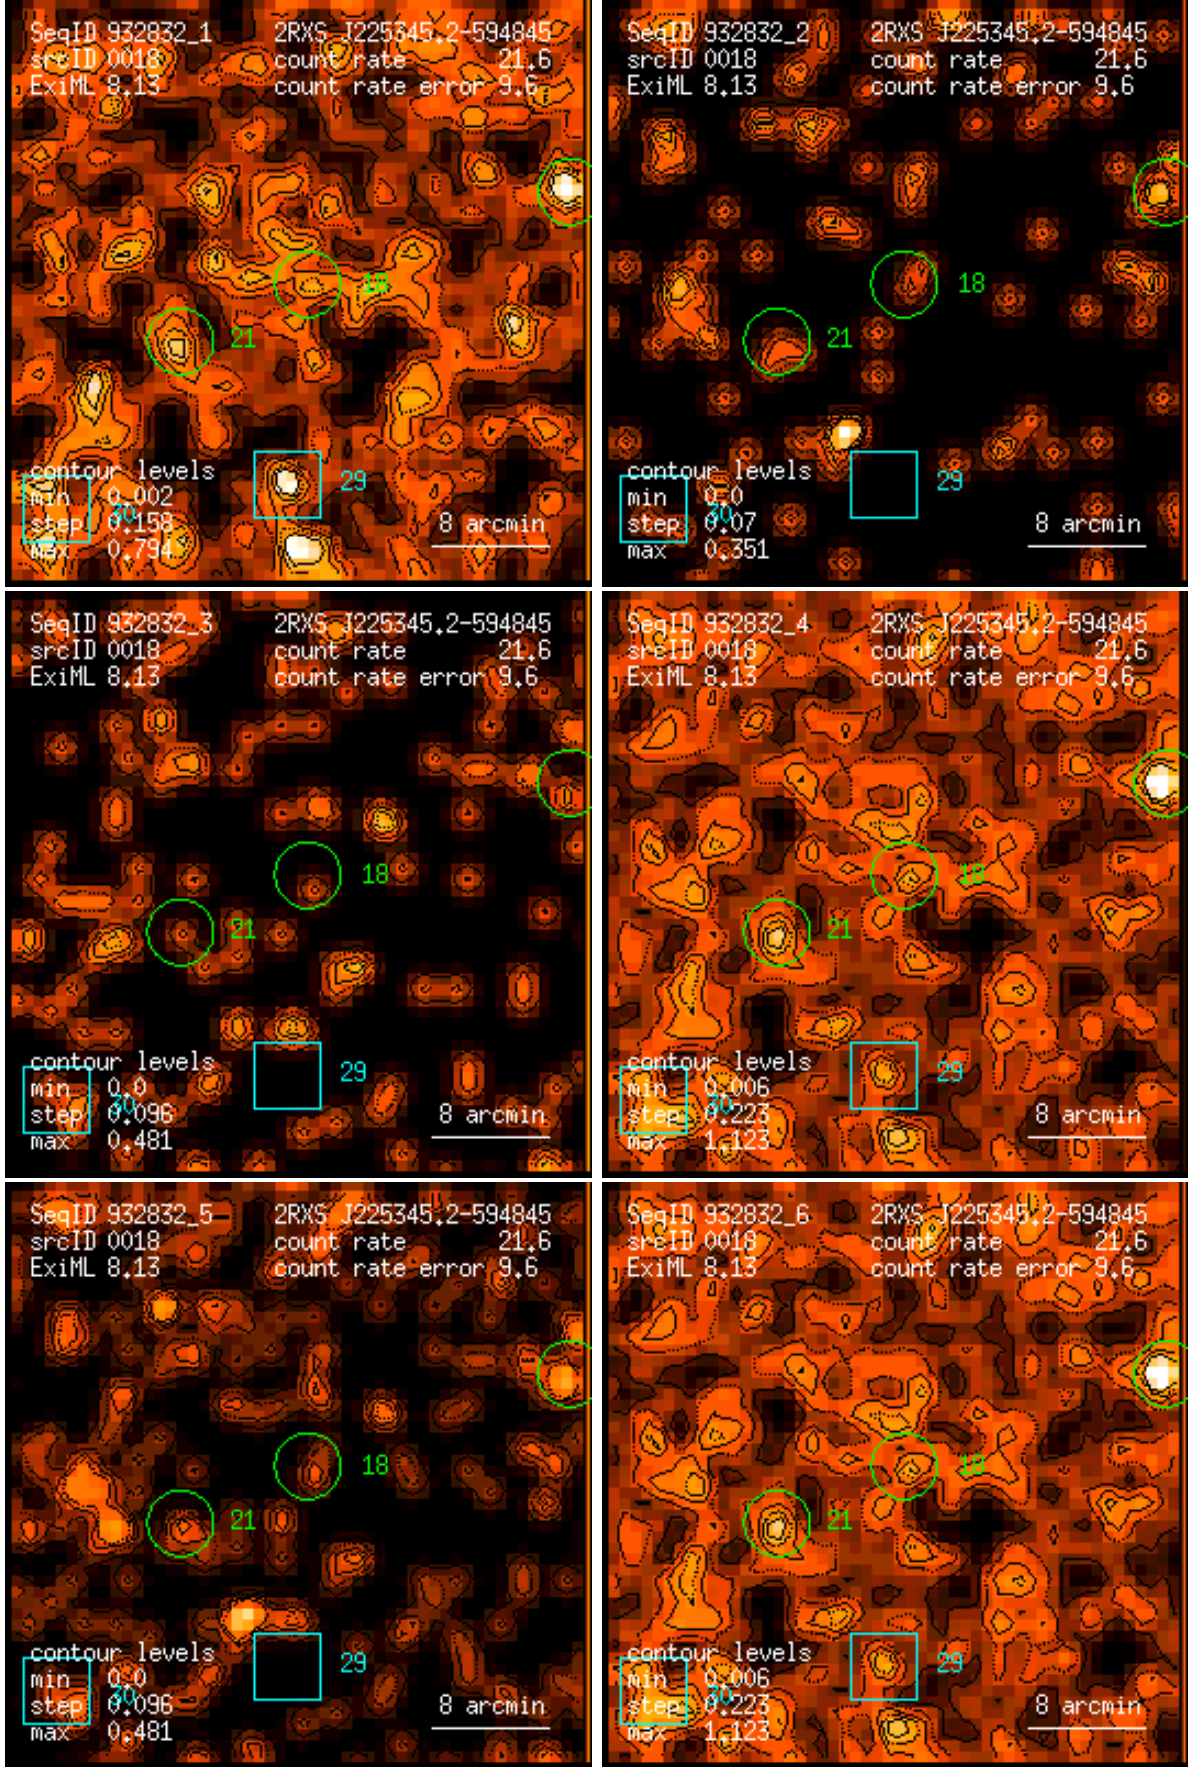 SeqID 932832_1 2RXS J225345.2-594845
srcID 0018 count rate 21.6
ExiML 8.13 count rate error 9.6
18
21
contour levels
29
min 0.002
30
step 0.158
8 arcmin
max 0.794
SeqID 932832_2 2RXS J225345.2-594845
srcID 0018 count rate 21.6
ExiML 8.13 count rate error 9.6
18
21
contour levels
29
min 0.0
30
step 0.07
8 arcmin
max 0.351
SeqID 932832_3 2RXS J225345.2-594845
srcID 0018 count rate 21.6
ExiML 8.13 count rate error 9.6
18
21
contour levels
29
min 0.0
30
step 0.096
8 arcmin
max 0.481
SeqID 932832_4 2RXS J225345.2-594845
srcID 0018 count rate 21.6
ExiML 8.13 count rate error 9.6
18
21
contour levels
29
min 0.006
30
step 0.223
8 arcmin
max 1.123
SeqID 932832_5 2RXS J225345.2-594845
srcID 0018 count rate 21.6
ExiML 8.13 count rate error 9.6
18
21
contour levels
29
min 0.0
30
step 0.096
8 arcmin
max 0.481
SeqID 932832_6 2RXS J225345.2-594845
srcID 0018 count rate 21.6
ExiML 8.13 count rate error 9.6
18
21
contour levels
29
min 0.006
30
step 0.223
8 arcmin
max 1.123